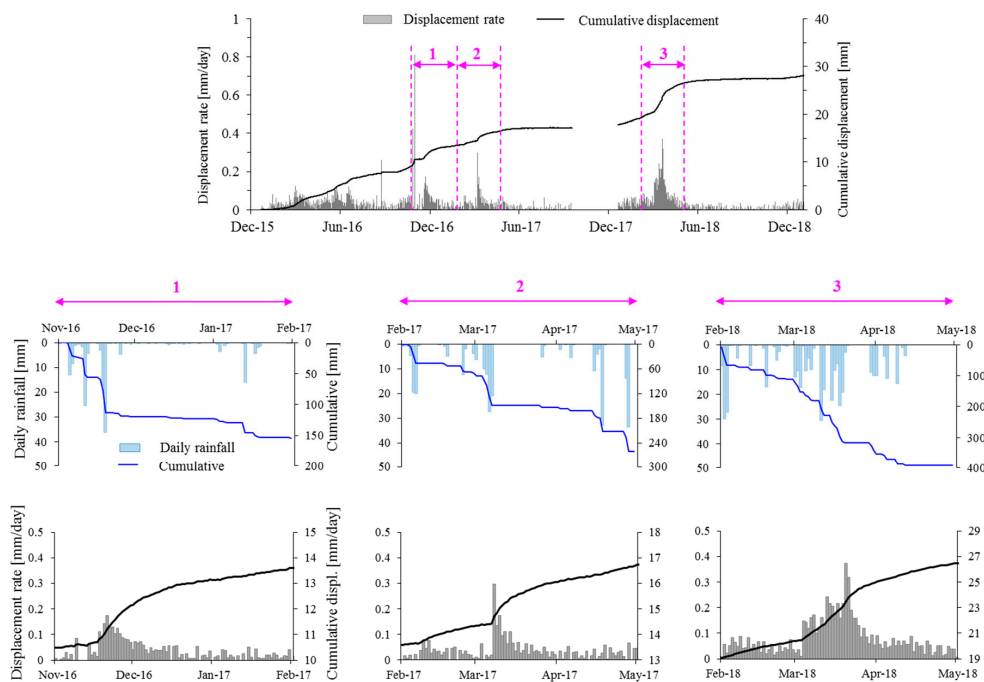 Displacement rate
Cumulative displacement
Displacement rate [mm/day]
Cumulative displacement [mm]
1
0.8
0.6
0.4
0.2
0
40
30
20
10
0
1
2
3
Dec-15
Jun-16
Dec-16
Jun-17
Dec-17
Jun-18
Dec-18
1
Nov-16
Dec-16
Jan-17
Feb-17
Daily rainfall [mm]
Cumulative [mm]
0
10
20
30
40
50
0
50
100
150
200
Daily rainfall
Cumulative
2
Feb-17
Mar-17
Apr-17
May-17
0
10
20
30
40
50
0
60
120
180
240
300
3
Feb-18
Mar-18
Apr-18
May-18
0
10
20
30
40
50
0
100
200
300
400
Displacement rate [mm/day]
Cumulative displ. [mm]
0.5
0.4
0.3
0.2
0.1
0
15
14
13
12
11
10
Nov-16
Dec-16
Jan-17
Feb-17
0.5
0.4
0.3
0.2
0.1
0
18
17
16
15
14
13
Feb-17
Mar-17
Apr-17
May-17
0.5
0.4
0.3
0.2
0.1
0
29
27
25
23
21
19
Feb-18
Mar-18
Apr-18
May-18